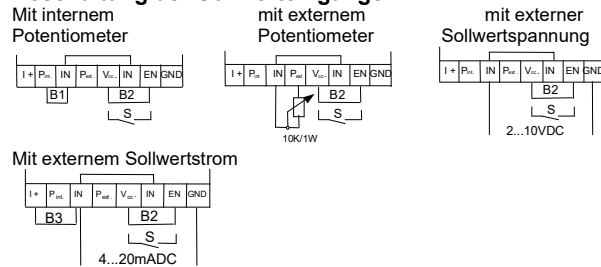 Mit internem
Potentiometer
I + Pint. IN Pext. Vcc. IN EN GND
B1 B2
S
mit externem
Potentiometer
I + Pint. IN Pext. Vcc. IN EN GND
B2
S
10K/1W
mit externer
Sollwertspannung
I + Pint. IN Pext. Vcc. IN EN GND
B2
S
2...10VDC
Mit externem Sollwertstrom
I + Pint. IN Pext. Vcc. IN EN GND
B3 B2
S
4...20mADC